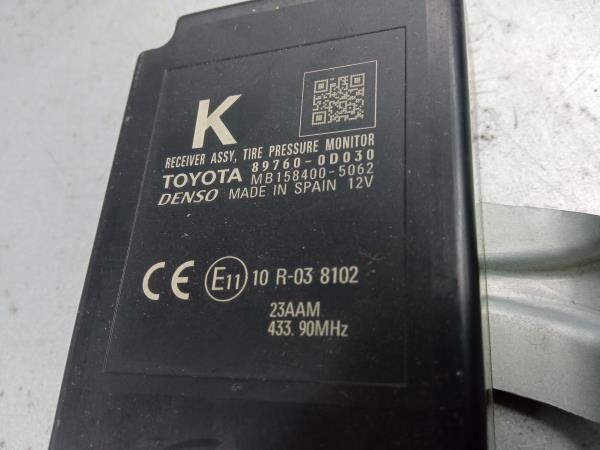 K
RECEIVER ASSY, TIRE PRESSURE MONITOR
TOYOTA 89760-0D030
MB158400-5062
DENSO MADE IN SPAIN 12V
CE E11 10 R-03 8102
23AAM
433.90MHz